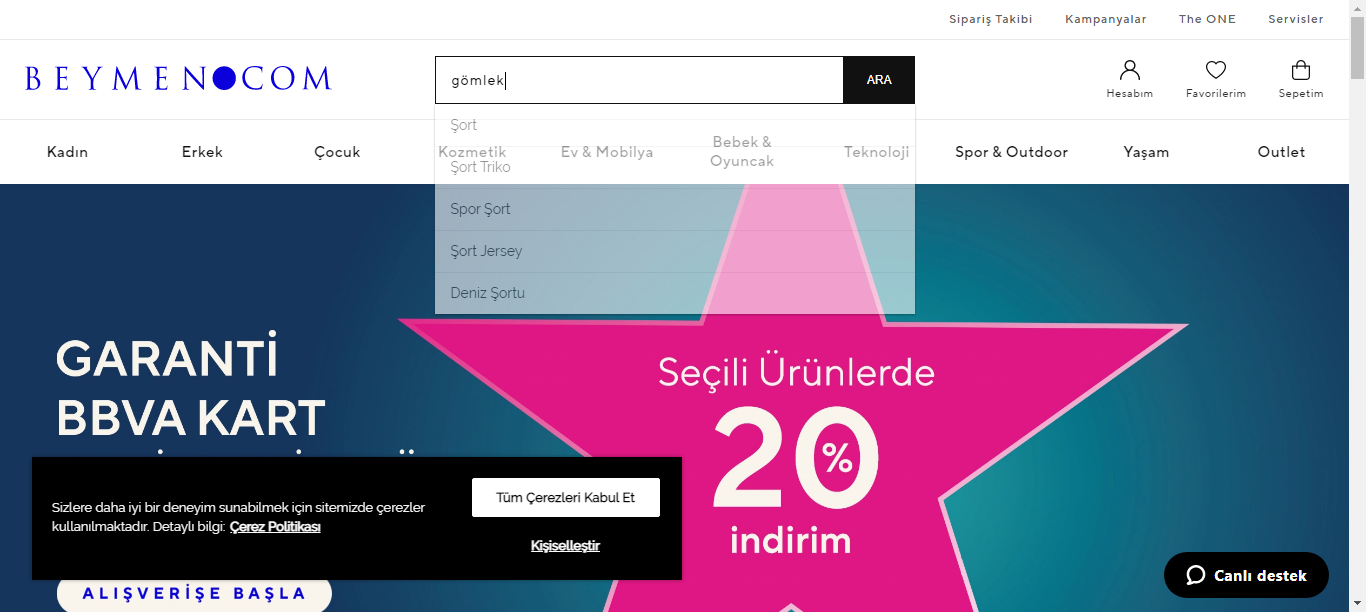 Sipariş Takibi Kampanyalar The ONE Servisler
BEYMEN COM
gömlek
ARA
Hesabım Favorilerim Sepetim
Şort
Şort Triko
Spor Şort
Şort Jersey
Deniz Şortu
Kadın Erkek Çocuk Kozmetik Ev & Mobilya Bebek & Oyuncak Teknoloji Spor & Outdoor Yaşam Outlet
GARANTİ
BBVA KART
Seçili Ürünlerde
20%
indirim
Sizlere daha iyi bir deneyim sunabilmek için sitemizde çerezler
kullanılmaktadır. Detaylı bilgi: Çerez Politikası
Tüm Çerezleri Kabul Et
Kişiselleştir
ALIŞVERİŞE BAŞLA
Canlı destek